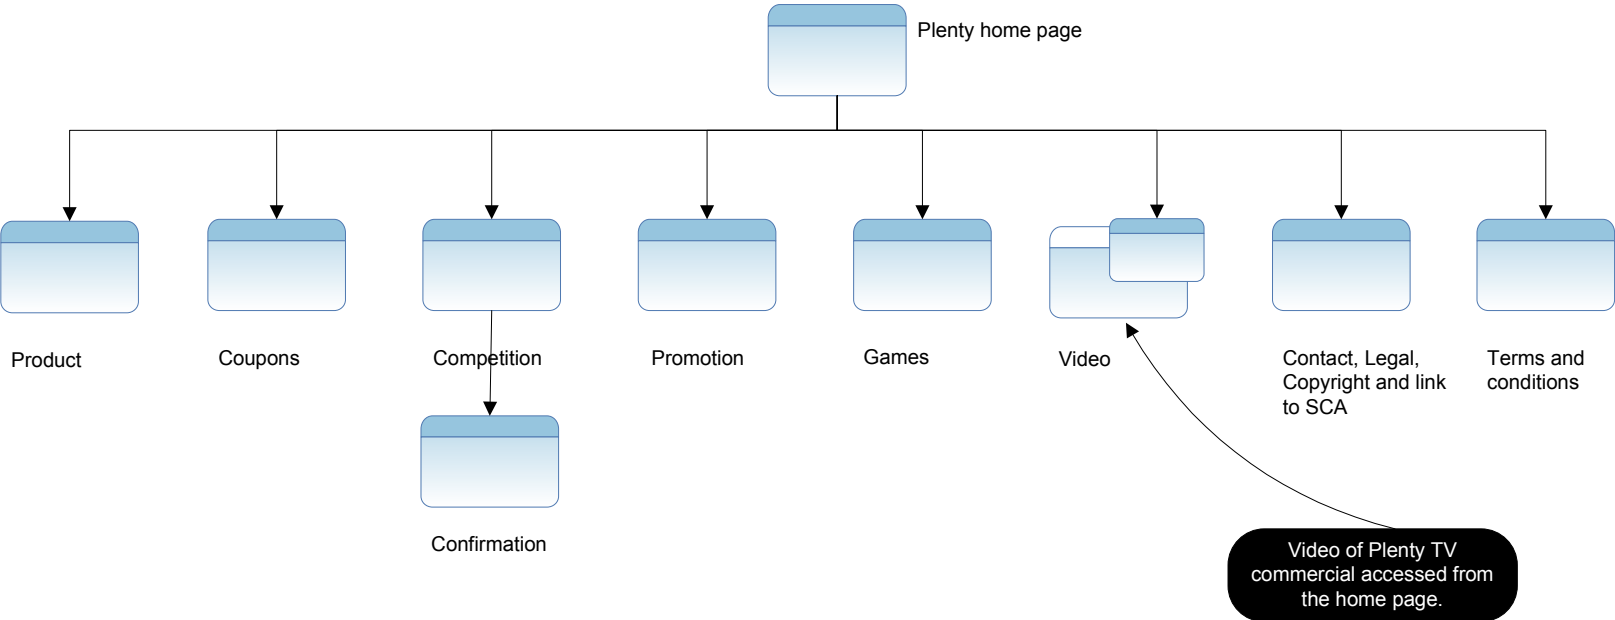 Plenty home page
Product
Coupons
Competition
Promotion
Games
Video
Contact, Legal,
Copyright and link
to SCA
Terms and
conditions
Confirmation
Video of Plenty TV
commercial accessed from
the home page.